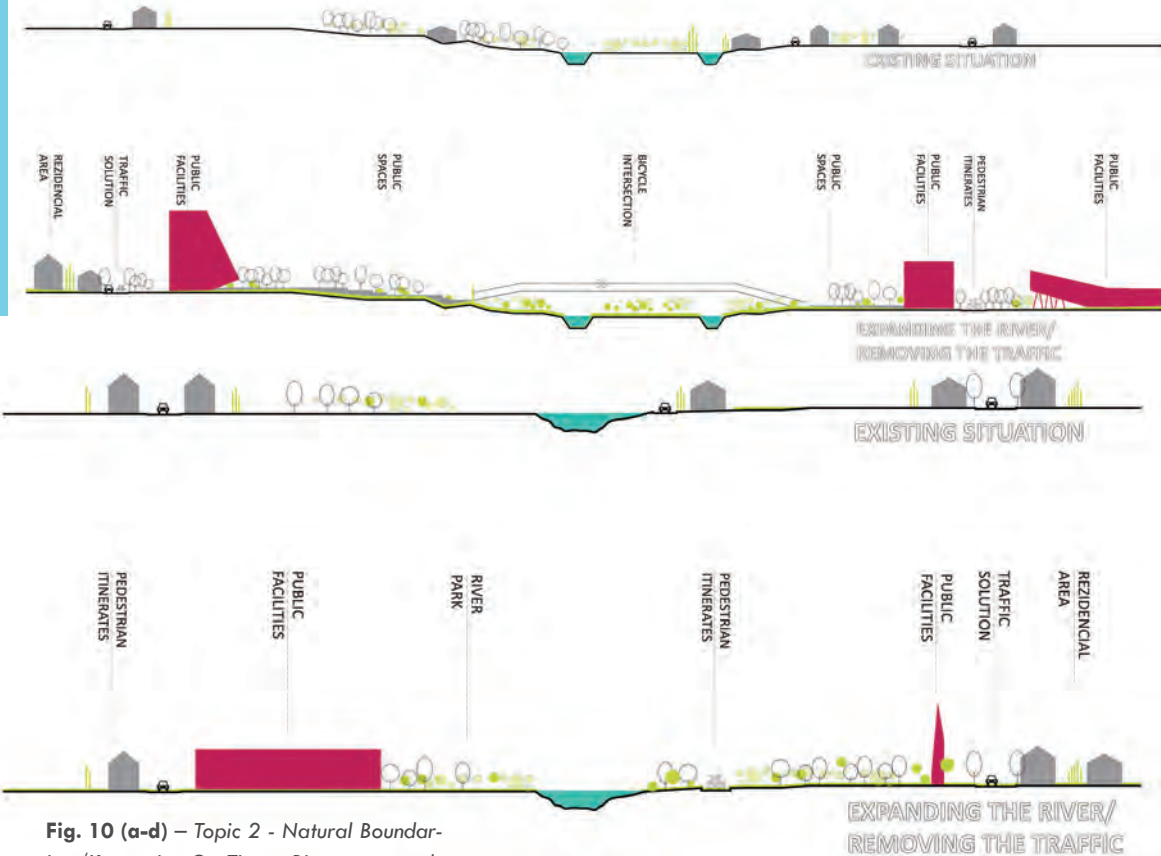 EXISTING SITUATION
REZIDENCIAL
AREA
TRAFFIC
SOLUTION
PUBLIC
FACILITIES
PUBLIC
SPACES
BICYCLE
INTERSECTION
PUBLIC
SPACES
PUBLIC
FACILITIES
PEDESTRIAN
ITINERATES
PUBLIC
FACILITIES
EXPANDING THE RIVER/
REMOVING THE TRAFFIC
EXISTING SITUATION
PEDESTRIAN
ITINERATES
PUBLIC
FACILITIES
RIVER
PARK
PEDESTRIAN
ITINERATES
PUBLIC
FACILITIES
TRAFFIC
SOLUTION
REZIDENCIAL
AREA
EXPANDING THE RIVER/
REMOVING THE TRAFFIC
Fig. 10 (a-d) – Topic 2 - Natural Boundar-